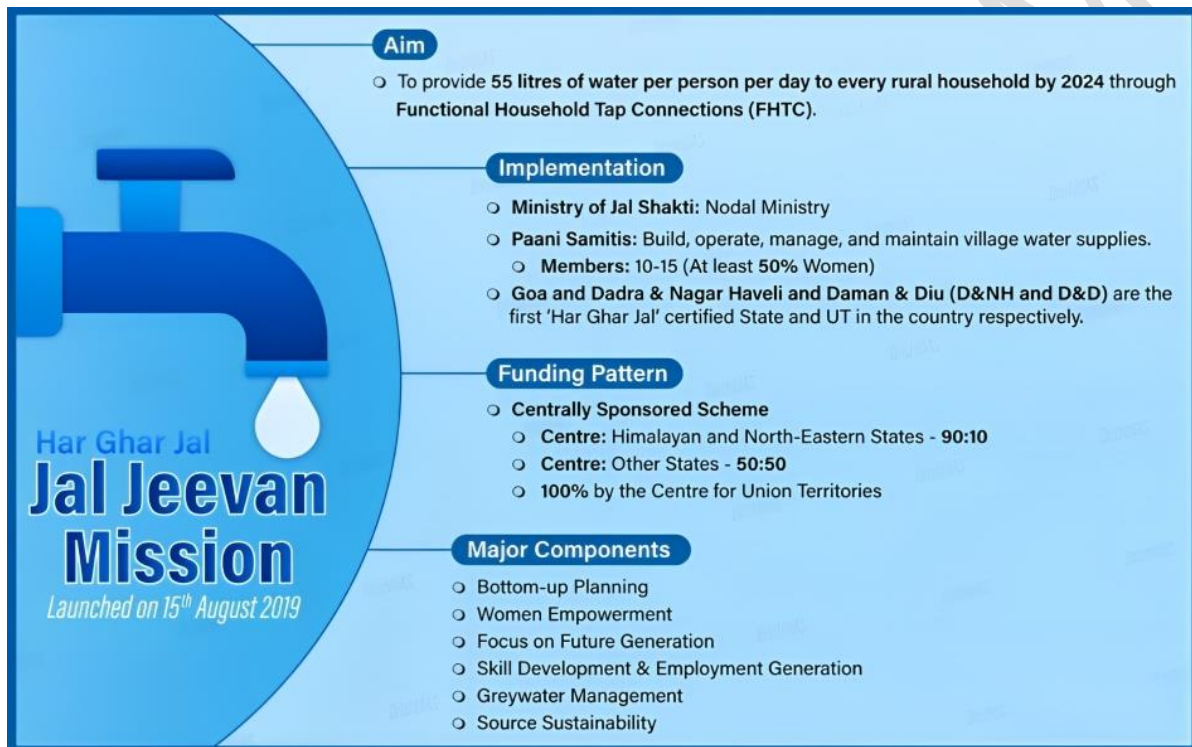 Aim
To provide 55 litres of water per person per day to every rural household by 2024 through
Functional Household Tap Connections (FHTC).
Implementation
Ministry of Jal Shakti: Nodal Ministry
Paani Samitis: Build, operate, manage, and maintain village water supplies.
Members: 10-15 (At least 50% Women)
Goa and Dadra & Nagar Haveli and Daman & Diu (D&NH and D&D) are the
first 'Har Ghar Jal' certified State and UT in the country respectively.
Funding Pattern
Centrally Sponsored Scheme
Centre: Himalayan and North-Eastern States - 90:10
Centre: Other States - 50:50
100% by the Centre for Union Territories
Har Ghar Jal
Jal Jeevan
Mission
Launched on 15th August 2019
Major Components
Bottom-up Planning
Women Empowerment
Focus on Future Generation
Skill Development & Employment Generation
Greywater Management
Source Sustainability